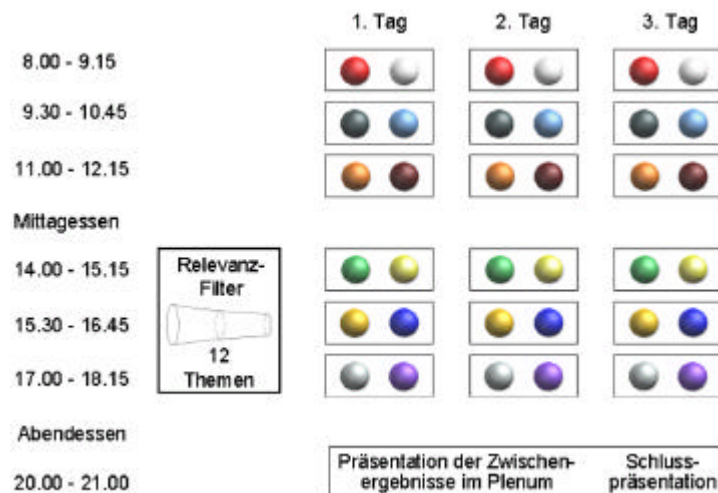 1. Tag 2. Tag 3. Tag
8.00 - 9.15
9.30 - 10.45
11.00 - 12.15
Mittagessen
14.00 - 15.15
15.30 - 16.45
17.00 - 18.15
Relevanz-
Filter
12
Themen
Abendessen
20.00 - 21.00
Präsentation der Zwischen-
ergebnisse im Plenum
Schluss-
präsentation